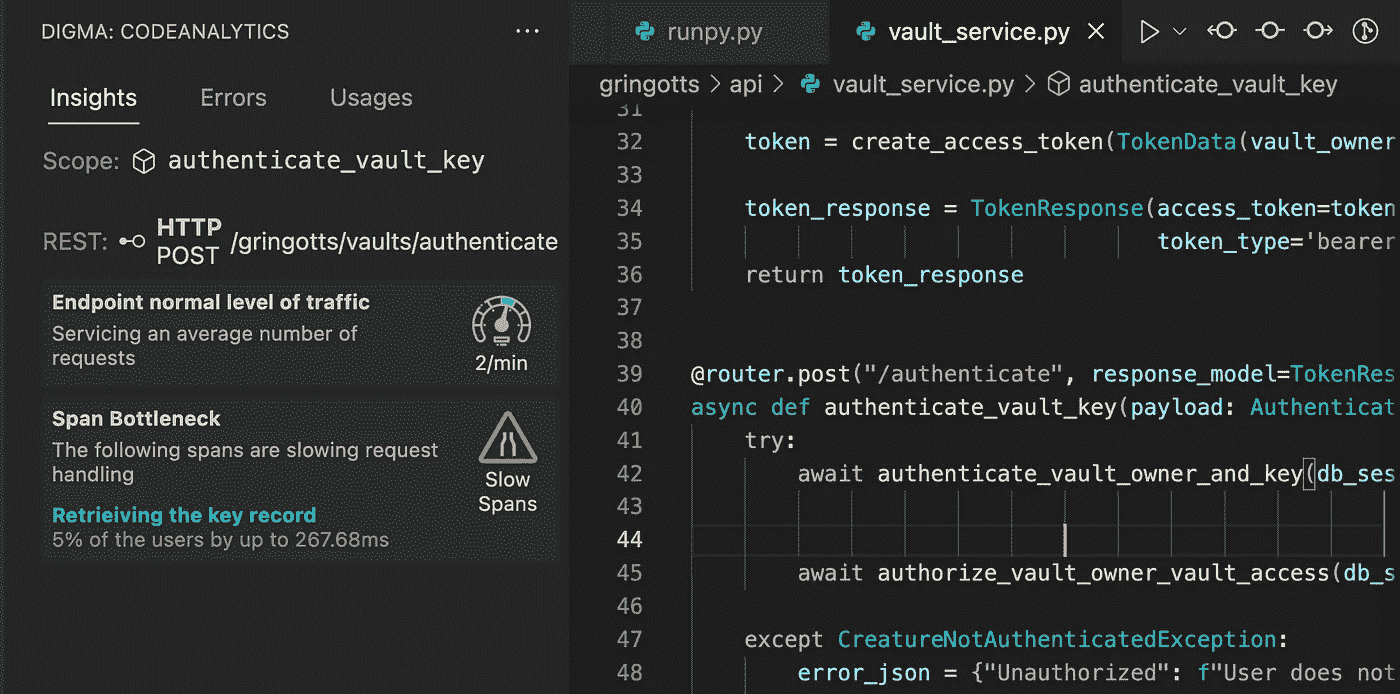 DIGMA: CODEANALYTICS
Insights Errors Usages
Scope: authenticate_vault_key
REST: HTTP POST /gringotts/vaults/authenticate
Endpoint normal level of traffic
Servicing an average number of
requests
2/min
Span Bottleneck
The following spans are slowing request
handling
Slow
Spans
Retrieiving the key record
5% of the users by up to 267.68ms
runpy.py vault_service.py
gringotts > api > vault_service.py > authenticate_vault_key
31
32 token = create_access_token(TokenData(vault_owner
33
34 token_response = TokenResponse(access_token=token
35 token_type='bearer
36 return token_response
37
38
39 @router.post("/authenticate", response_model=TokenRes
40 async def authenticate_vault_key(payload: Authenticat
41 try:
42 await authenticate_vault_owner_and_key(db_ses
43
44
45 await authorize_vault_owner_vault_access(db_s
46
47 except CreatureNotAuthenticatedException:
48 error_json = {"Unauthorized": f"User does not